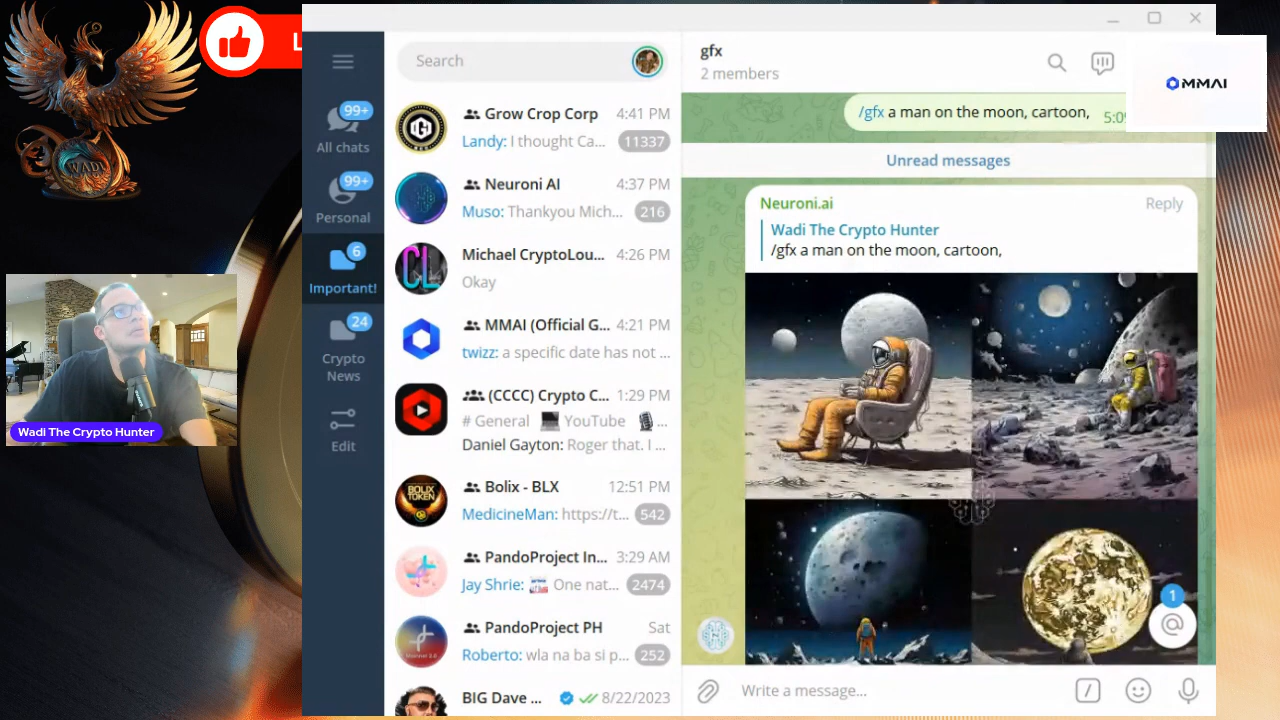 WADI
L
Wadi The Crypto Hunter
99+
All chats
99+
Personal
6
Important!
24
Crypto
News
Edit
Search
Grow Crop Corp 4:41 PM
Landy: I thought Ca... 11337
Neuroni AI 4:37 PM
Muso: Thankyou Mich... 216
Michael CryptoLou... 4:26 PM
Okay
CL
MMAI (Official G... 4:21 PM
twizz: a specific date has not ...
(CCCC) Crypto C... 1:29 PM
# General YouTube ...
Daniel Gayton: Roger that. I ...
BOLIX
TOKEN
Bolix - BLX 12:51 PM
MedicineMan: https://t... 542
PandoProject In... 3:29 AM
Jay Shrie: One nat... 2474
PandoProject PH Sat
Roberto: wla na ba si p... 252
BIG Dave ... 8/22/2023
gfx
2 members
MMAI
/gfx a man on the moon, cartoon,
Unread messages
Neuroni.ai Reply
Wadi The Crypto Hunter
/gfx a man on the moon, cartoon,
1
@
N
Write a message...
/